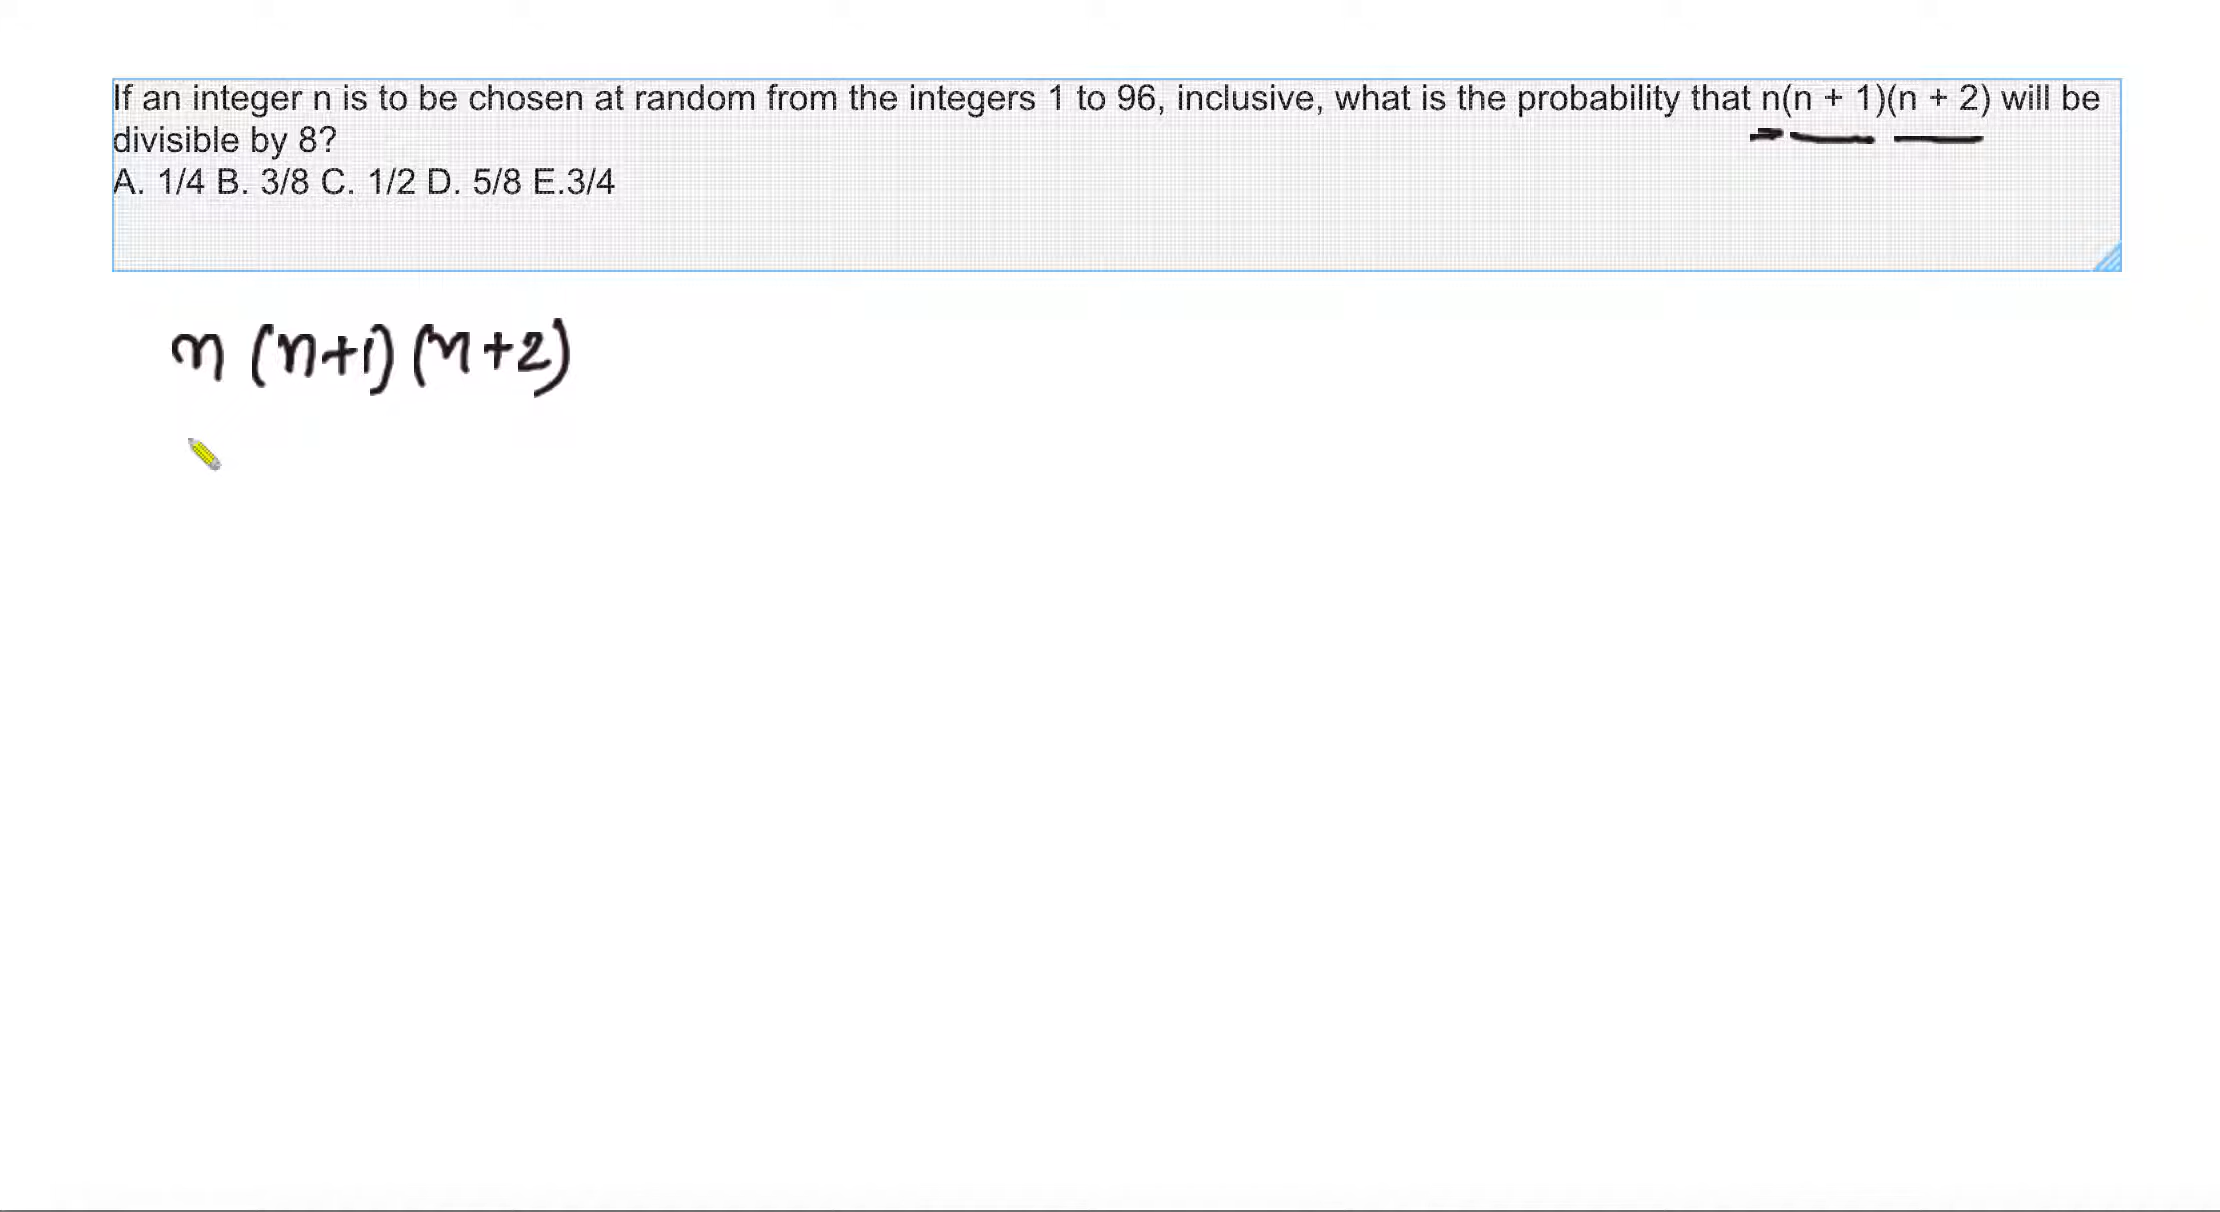 If an integer n is to be chosen at random from the integers 1 to 96, inclusive, what is the probability that n(n + 1)(n + 2) will be
divisible by 8?
A. 1/4 B. 3/8 C. 1/2 D. 5/8 E.3/4
n (n+1) (n+2)